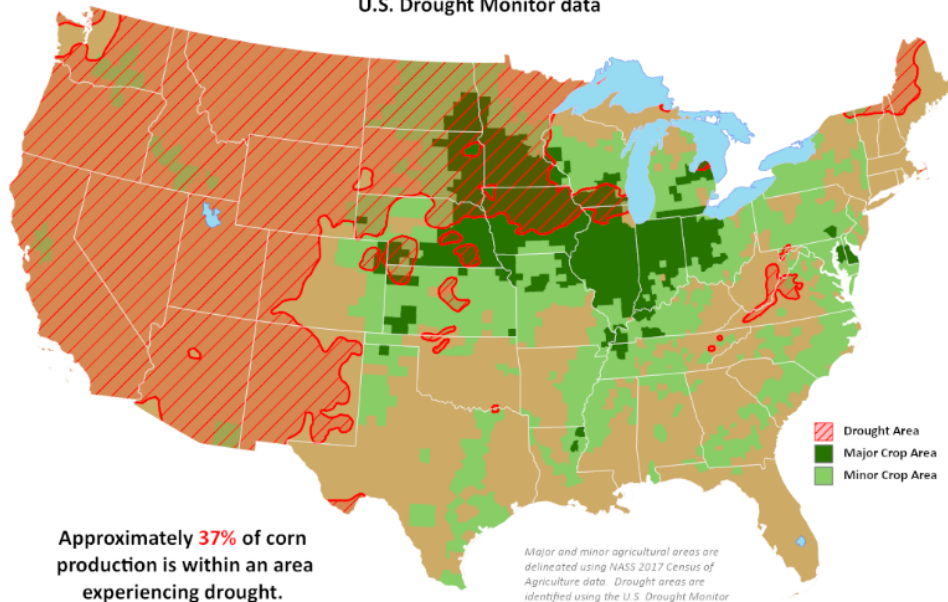 U.S. Drought Monitor data
Drought Area
Major Crop Area
Minor Crop Area
Approximately 37% of corn
production is within an area
experiencing drought.
Major and minor agricultural areas are
delineated using NASS 2017 Census of
Agriculture data. Drought areas are
identified using the U.S. Drought Monitor